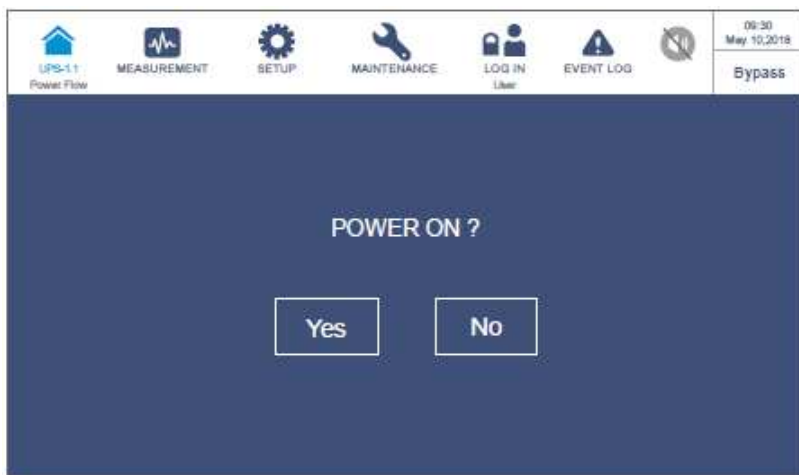 UPS-1.1
Power Flow
MEASUREMENT
SETUP
MAINTENANCE
LOG IN
User
EVENT LOG
09:30
May 10,2018
Bypass
POWER ON ?
Yes
No